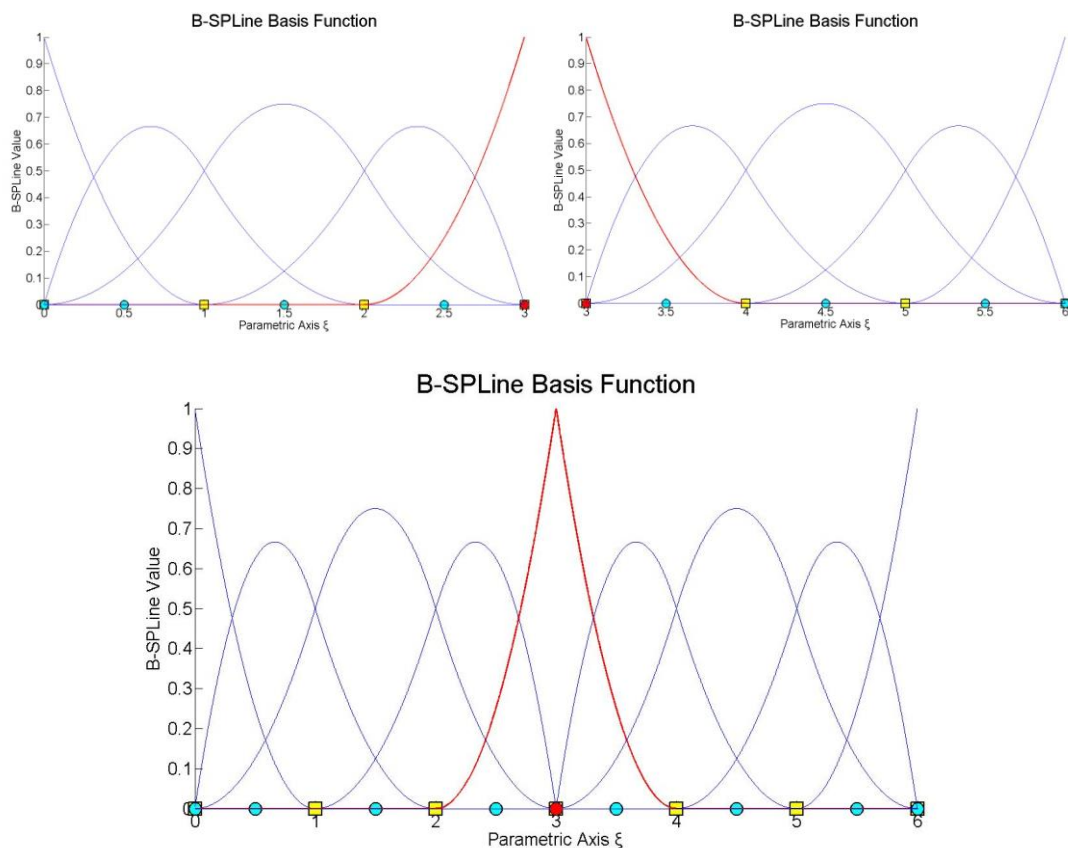 B-SPLine Basis Function
1
0.9
0.8
0.7
0.6
0.5
0.4
0.3
0.2
0.1
0
B-SPLine Value
0 0.5 1 1.5 2 2.5 3
Parametric Axis ξ
B-SPLine Basis Function
1
0.9
0.8
0.7
0.6
0.5
0.4
0.3
0.2
0.1
0
B-SPLine Value
3 3.5 4 4.5 5 5.5 6
Parametric Axis ξ
B-SPLine Basis Function
1
0.9
0.8
0.7
0.6
0.5
0.4
0.3
0.2
0.1
0
B-SPLine Value
0 1 2 3 4 5 6
Parametric Axis ξ